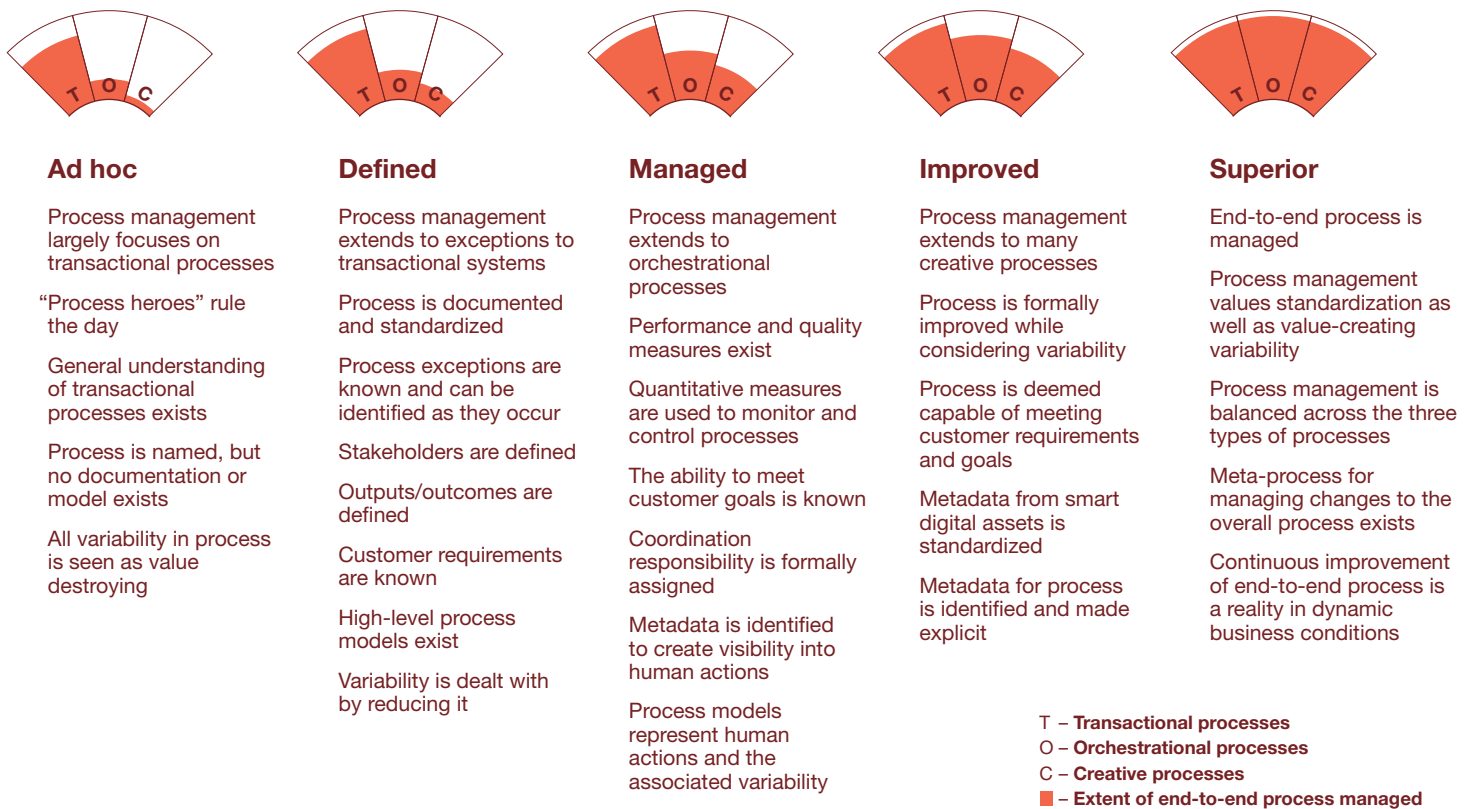 T O C
T O C
T O C
T O C
T O C
Ad hoc
Process management
largely focuses on
transactional processes
“Process heroes” rule
the day
General understanding
of transactional
processes exists
Process is named, but
no documentation or
model exists
All variability in process
is seen as value
destroying
Defined
Process management
extends to exceptions to
transactional systems
Process is documented
and standardized
Process exceptions are
known and can be
identified as they occur
Stakeholders are defined
Outputs/outcomes are
defined
Customer requirements
are known
High-level process
models exist
Variability is dealt with
by reducing it
Managed
Process management
extends to
orchestrational
processes
Performance and quality
measures exist
Quantitative measures
are used to monitor and
control processes
The ability to meet
customer goals is known
Coordination
responsibility is formally
assigned
Metadata is identified
to create visibility into
human actions
Process models
represent human
actions and the
associated variability
Improved
Process management
extends to many
creative processes
Process is formally
improved while
considering variability
Process is deemed
capable of meeting
customer requirements
and goals
Metadata from smart
digital assets is
standardized
Metadata for process
is identified and made
explicit
Superior
End-to-end process is
managed
Process management
values standardization as
well as value-creating
variability
Process management is
balanced across the three
types of processes
Meta-process for
managing changes to the
overall process exists
Continuous improvement
of end-to-end process is
a reality in dynamic
business conditions
T – Transactional processes
O – Orchestrational processes
C – Creative processes
– Extent of end-to-end process managed